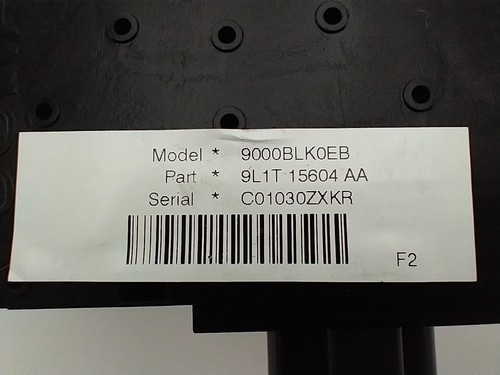 Model * 9000BLK0EB
Part * 9L1T 15604 AA
Serial * C01030ZXKR
F2